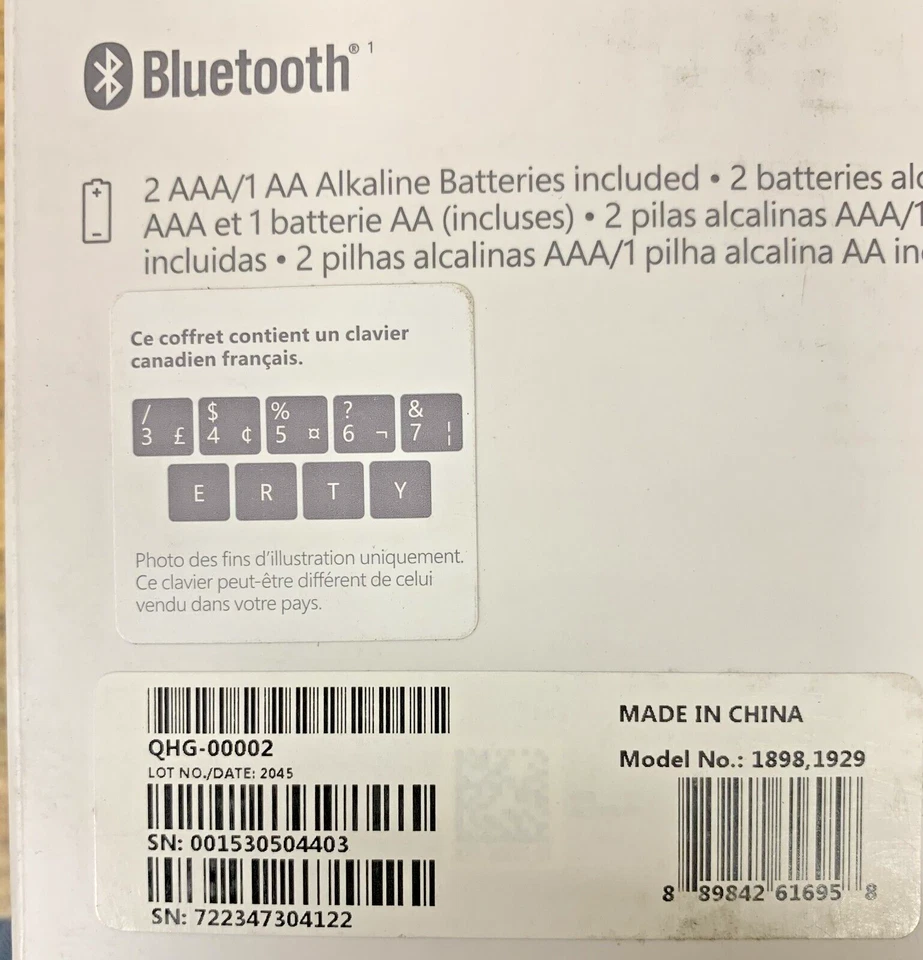 Bluetooth® 1
2 AAA/1 AA Alkaline Batteries included • 2 batteries
AAA et 1 batterie AA (incluses) • 2 pilas alcalinas AAA/1
incluidas • 2 pilhas alcalinas AAA/1 pilha alcalina AA
Ce coffret contient un clavier
canadien français.
/ $ % ? &
3 £ 4 ¢ 5 ¤ 6 ¬ 7 ¦
E R T Y
Photo des fins d'illustration uniquement.
Ce clavier peut-être différent de celui
vendu dans votre pays.
QHG-00002
LOT NO./DATE: 2045
SN: 001530504403
SN: 722347304122
MADE IN CHINA
Model No.: 1898,1929
8 89842 61695 8